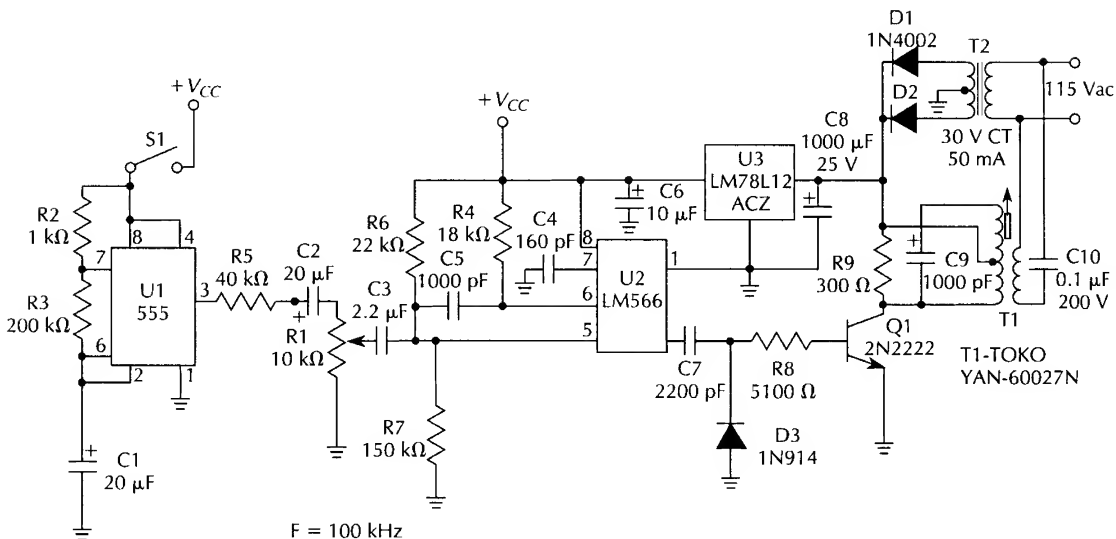 D1
1N4002
T2
+VCC
115 Vac
+VCC
D2
S1
C8
1000 µF
25 V
30 V CT
50 mA
U3
LM78L12
ACZ
C6
10 µF
R2
1 kΩ
8
4
R6
22 kΩ
R4
18 kΩ
C4
160 pF
8
7
R5
40 kΩ
C2
20 µF
C5
1000 pF
U2
LM566
1
R9
300 Ω
C9
1000 pF
C10
0.1 µF
200 V
7
U1
555
3
R3
200 kΩ
C3
2.2 µF
6
T1
+
R1
10 kΩ
5
Q1
2N2222
6
2
1
C7
2200 pF
R8
5100 Ω
T1-TOKO
YAN-60027N
R7
150 kΩ
D3
1N914
+
C1
20 µF
F = 100 kHz